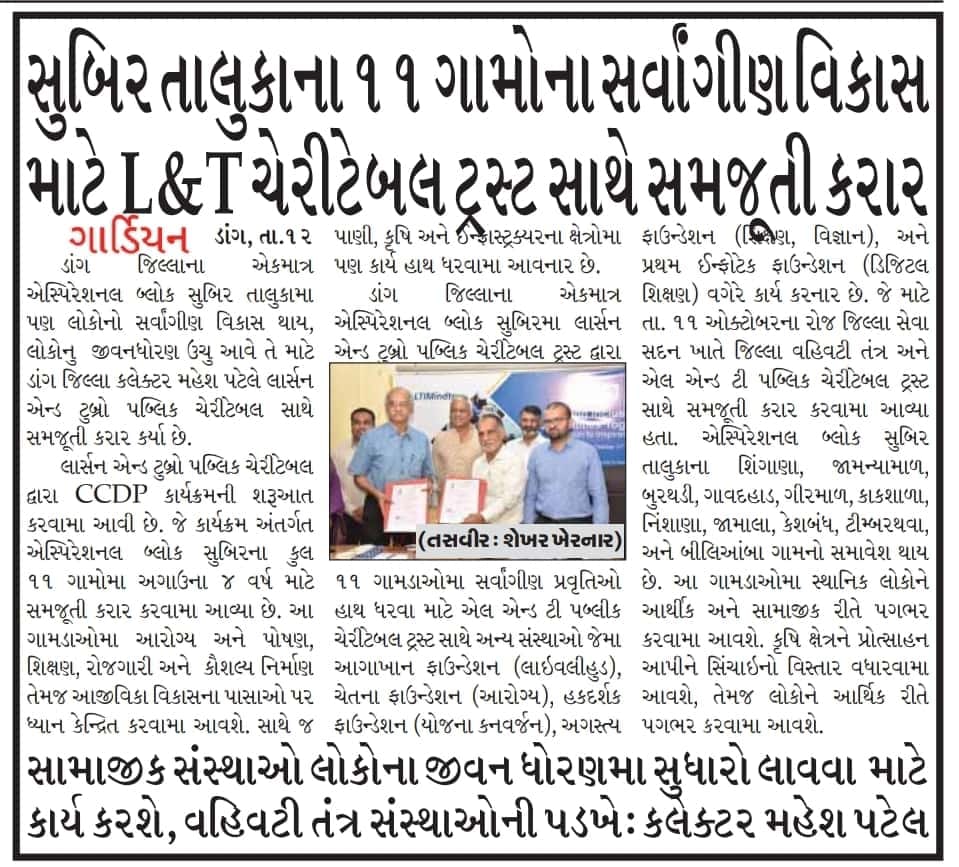 સુબિર તાલુકાના ૧૧ ગામોના સર્વાંગીણ વિકાસ
માટે L&T ચેરીટેબલ ટ્રસ્ટ સાથે સમજૂતી કરાર
ગાર્ડિયન ડાંગ, તા.૧૨
ડાંગ જિલ્લાના એકમાત્ર
એસ્પિરેશનલ બ્લોક સુબિર તાલુકામા
પણ લોકોનો સર્વાંગીણ વિકાસ થાય,
લોકોનુ જીવનધોરણ ઉચુ આવે તે માટે
ડાંગ જિલ્લા કલેક્ટર મહેશ પટેલે લાર્સન
એન્ડ ટુબ્રો પબ્લિક ચેરીટેબલ સાથે
સમજૂતી કરાર કર્યા છે.
લાર્સન એન્ડ ટુબ્રો પબ્લિક ચેરીટેબલ
દ્વારા CCDP કાર્યક્રમની શરૂઆત
કરવામા આવી છે. જે કાર્યક્રમ અંતર્ગત
એસ્પિરેશનલ બ્લોક સુબિરના કુલ
૧૧ ગામોમા અગાઉના ૪ વર્ષ માટે
સમજૂતી કરાર કરવામા આવ્યા છે. આ
ગામડાઓમા આરોગ્ય અને પોષણ,
શિક્ષણ, રોજગારી અને કૌશલ્ય નિર્માણ
તેમજ આજીવિકા વિકાસના પાસાઓ પર
ધ્યાન કેન્દ્રિત કરવામા આવશે. સાથે જ
પાણી, કૃષિ અને ઈન્ફ્રાસ્ટ્રક્ચરના ક્ષેત્રોમા
પણ કાર્ય હાથ ધરવામા આવનાર છે.
ડાંગ જિલ્લાના એકમાત્ર
એસ્પિરેશનલ બ્લોક સુબિરમા લાર્સન
એન્ડ ટુબ્રો પબ્લિક ચેરીટેબલ ટ્રસ્ટ દ્વારા
LTIMindt
(તસવીર : શેખર ખેરનાર)
૧૧ ગામડાઓમા સર્વાંગીણ પ્રવૃતિઓ
હાથ ધરવા માટે એલ એન્ડ ટી પબ્લીક
ચેરીટેબલ ટ્રસ્ટ સાથે અન્ય સંસ્થાઓ જેમા
આગાખાન ફાઉન્ડેશન (લાઇવલીહુડ),
ચેતના ફાઉન્ડેશન (આરોગ્ય), હકદર્શક
ફાઉન્ડેશન (યોજના કનવર્જન), અગસ્ત્ય
ફાઉન્ડેશન (શિક્ષણ, વિજ્ઞાન), અને
પ્રથમ ઈન્ફોટેક ફાઉન્ડેશન (ડિજિટલ
શિક્ષણ) વગેરે કાર્ય કરનાર છે. જે માટે
તા. ૧૧ ઓક્ટોબરના રોજ જિલ્લા સેવા
સદન ખાતે જિલ્લા વહિવટી તંત્ર અને
એલ એન્ડ ટી પબ્લિક ચેરીટેબલ ટ્રસ્ટ
સાથે સમજૂતી કરાર કરવામા આવ્યા
હતા. એસ્પિરેશનલ બ્લોક સુબિર
તાલુકાના શિંગાણા, જામન્યામાળ,
બુરથડી, ગાવદહાડ, ગીરમાળ, કાકશાળા,
નિંશાણા, જામાલા, કેશબંધ, ટીમ્બરથવા,
અને બીલિઆંબા ગામનો સમાવેશ થાય
છે. આ ગામડાઓમા સ્થાનિક લોકોને
આર્થીક અને સામાજીક રીતે પગભર
કરવામા આવશે. કૃષિ ક્ષેત્રને પ્રોત્સાહન
આપીને સિંચાઇનો વિસ્તાર વધારવામા
આવશે, તેમજ લોકોને આર્થિક રીતે
પગભર કરવામા આવશે.
સામાજીક સંસ્થાઓ લોકોના જીવન ધોરણમા સુધારો લાવવા માટે
કાર્ય કરશે, વહિવટી તંત્ર સંસ્થાઓની પડખે: કલેક્ટર મહેશ પટેલ